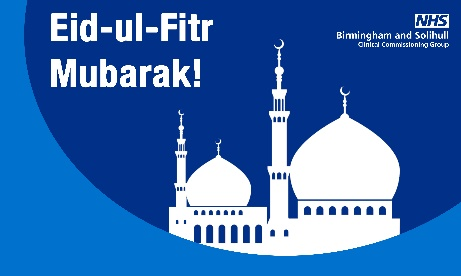 Eid-ul-Fitr
Mubarak!
NHS
Birmingham and Solihull
Clinical Commissioning Group